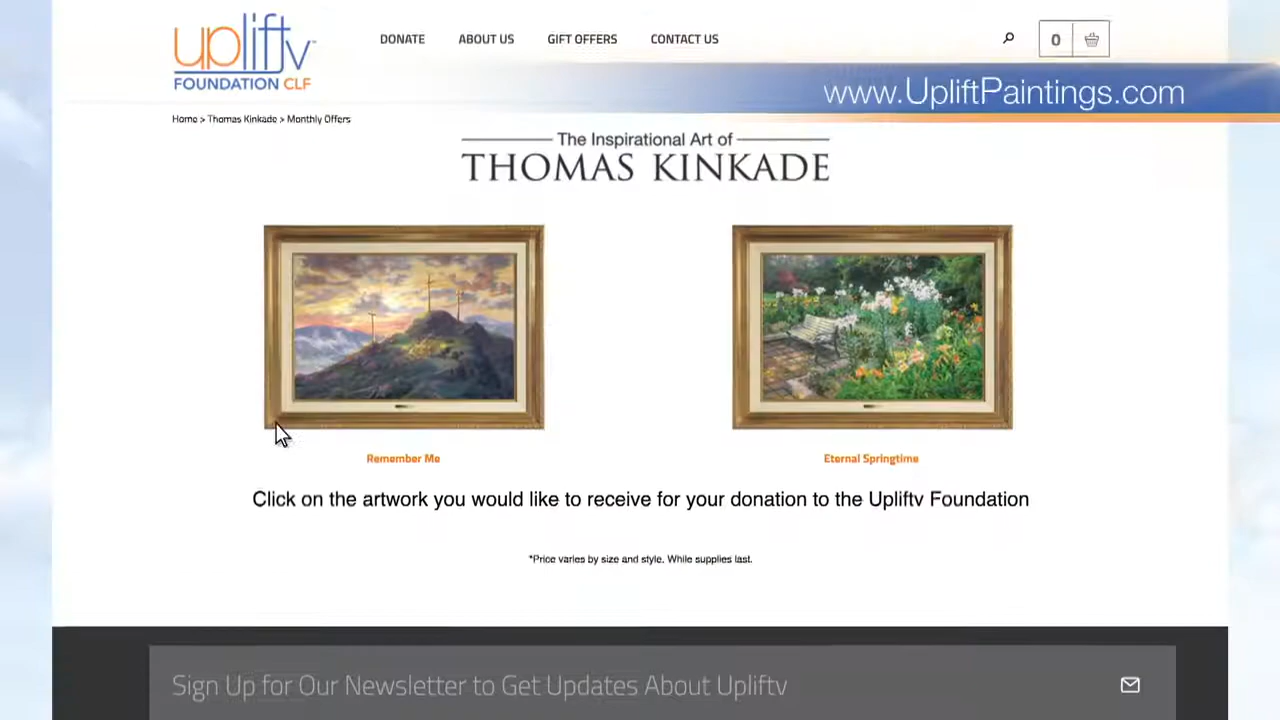 upliftv™
FOUNDATION CLF
DONATE ABOUT US GIFT OFFERS CONTACT US
0
www.UpliftPaintings.com
Home > Thomas Kinkade > Monthly Offers
The Inspirational Art of
THOMAS KINKADE
Remember Me
Eternal Springtime
Click on the artwork you would like to receive for your donation to the Upliftv Foundation
*Price varies by size and style. While supplies last.
Sign Up for Our Newsletter to Get Updates About Upliftv